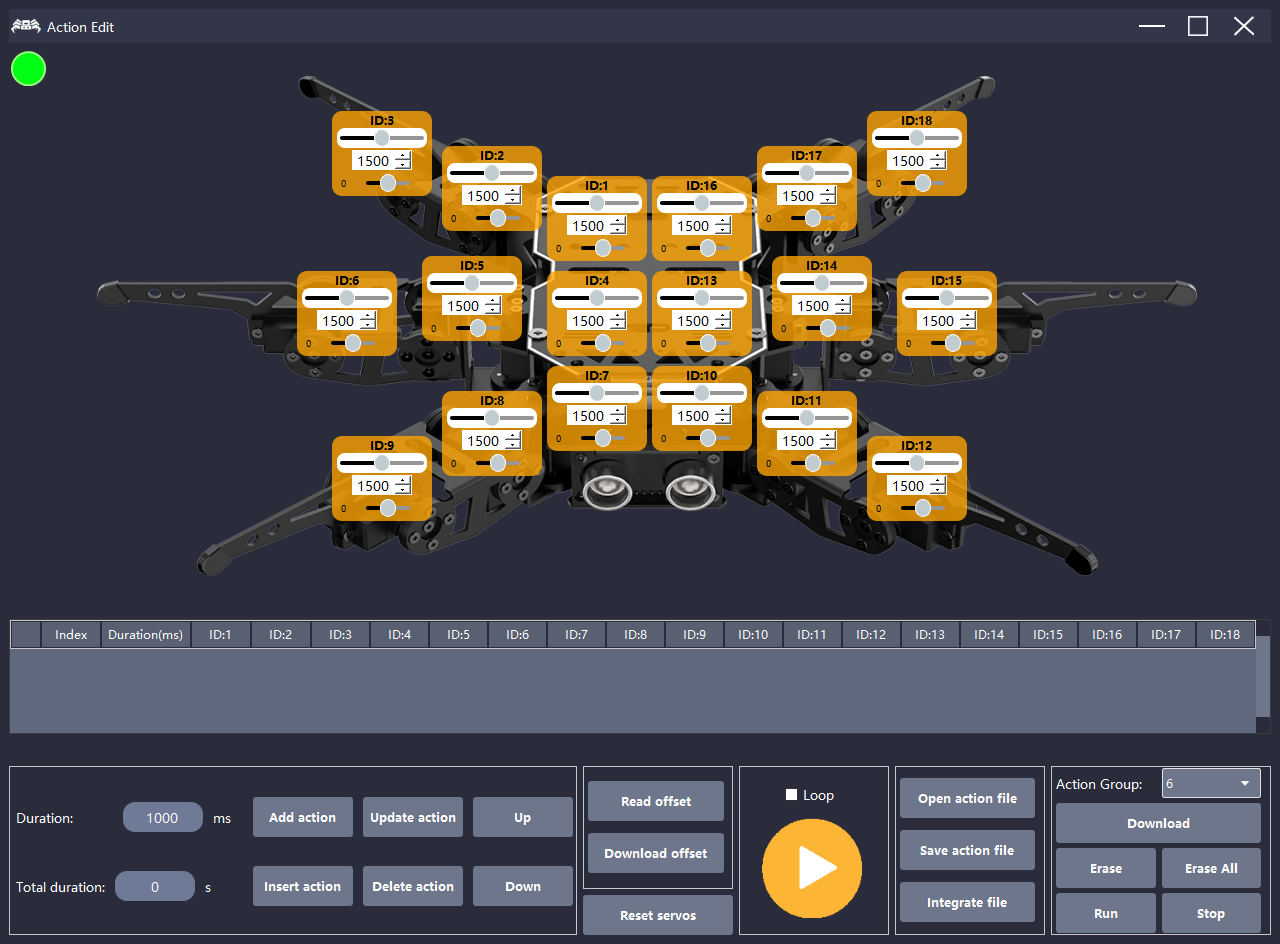 Action Edit
ID:3
1500
0
ID:18
1500
0
ID:2
1500
0
ID:17
1500
0
ID:1
1500
0
ID:16
1500
0
ID:6
1500
0
ID:5
1500
0
ID:4
1500
0
ID:13
1500
0
ID:14
1500
0
ID:15
1500
0
ID:7
1500
0
ID:10
1500
0
ID:8
1500
0
ID:11
1500
0
ID:9
1500
0
ID:12
1500
0
Index Duration(ms) ID:1 ID:2 ID:3 ID:4 ID:5 ID:6 ID:7 ID:8 ID:9 ID:10 ID:11 ID:12 ID:13 ID:14 ID:15 ID:16 ID:17 ID:18
Duration: 1000 ms
Add action Update action Up
Total duration: 0 s
Insert action Delete action Down
Read offset
Download offset
Reset servos
Loop
Open action file
Save action file
Integrate file
Action Group: 6
Download
Erase Erase All
Run Stop